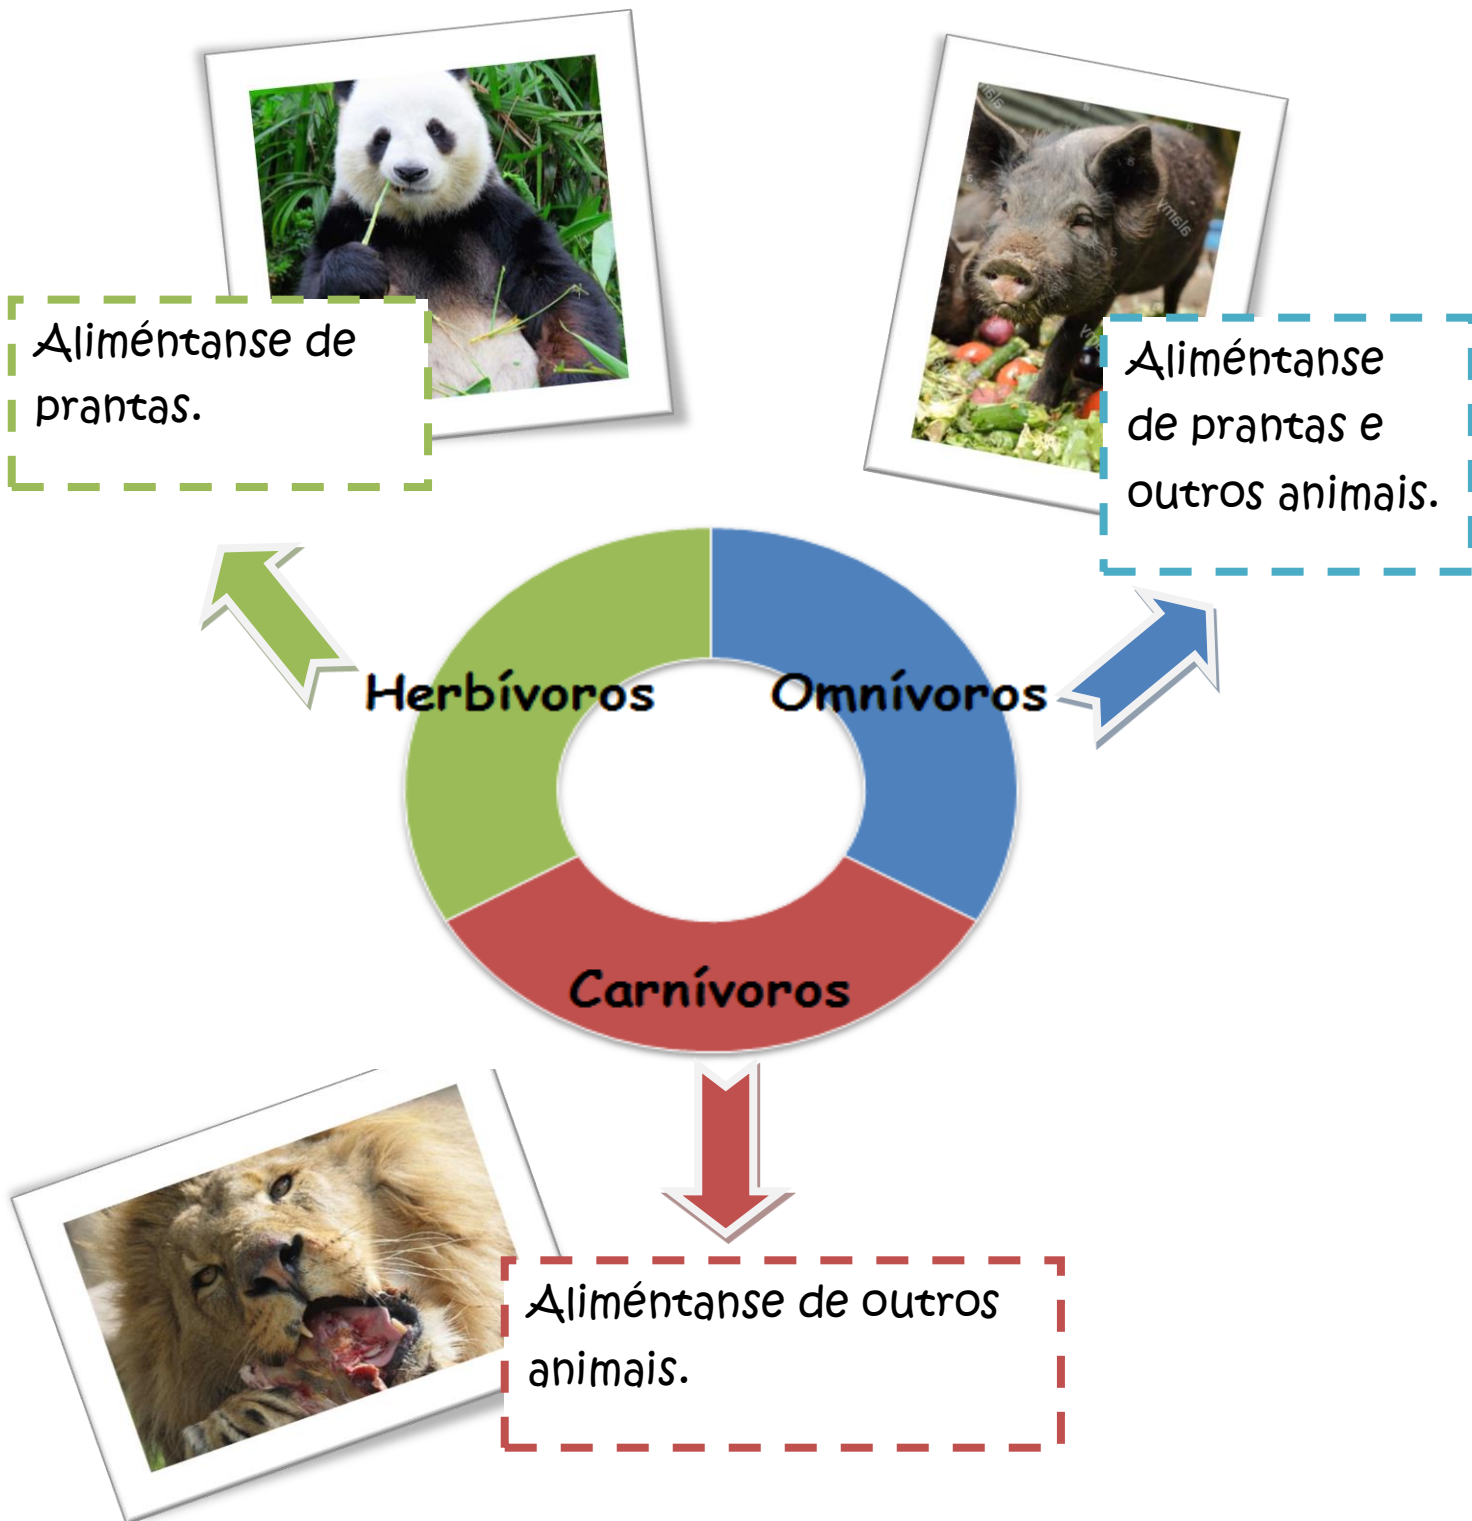 Aliméntanse de
prantas.
Aliméntanse
de prantas e
outros animais.
Herbívoros
Omnívoros
Carnívoros
Aliméntanse de outros
animais.